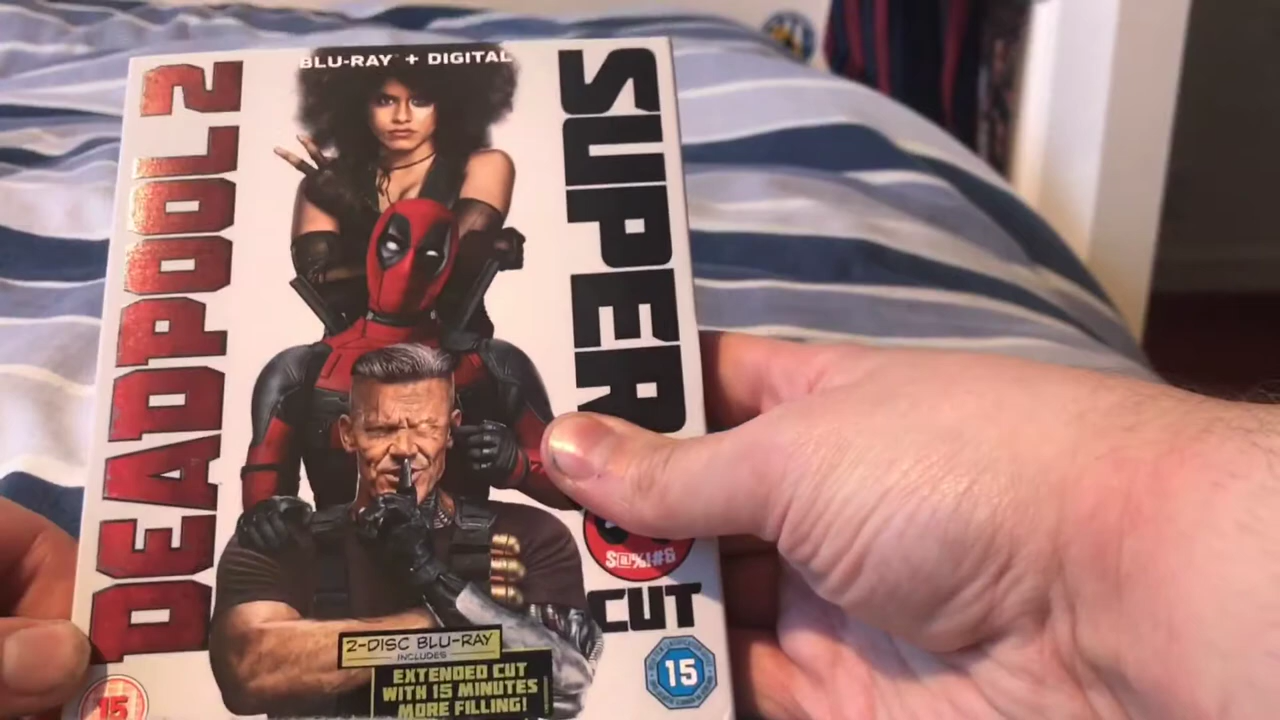 BLU-RAY + DIGITAL
DEADPOOL 2
SUPER
S@%!#&
CUT
2-DISC BLU-RAY
INCLUDES
EXTENDED CUT
WITH 15 MINUTES
MORE FILLING!
15
15